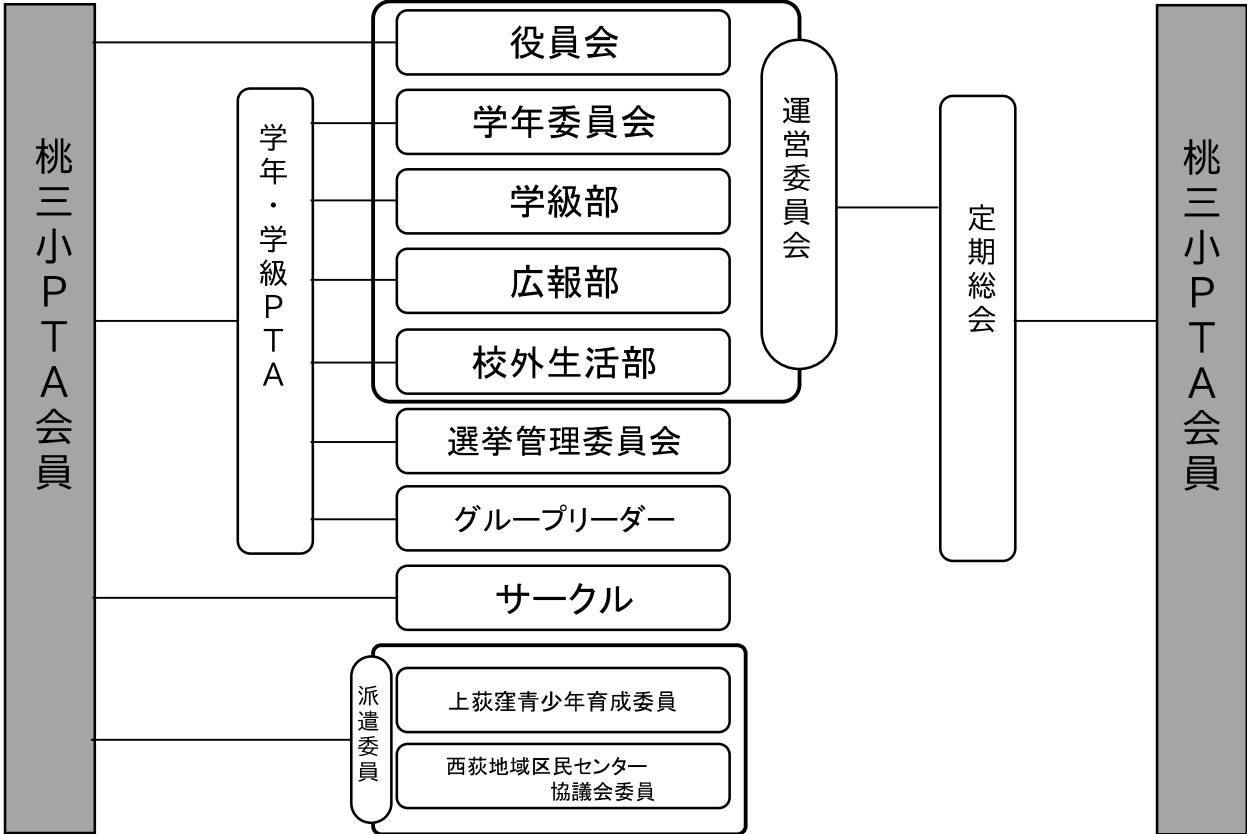 桃三小PTA会員
学年・学級PTA
役員会
学年委員会
学級部
広報部
校外生活部
選挙管理委員会
グループリーダー
サークル
派遣委員
上荻窪青少年育成委員
西荻地域区民センター
協議会委員
運営委員会
定期総会
桃三小PTA会員